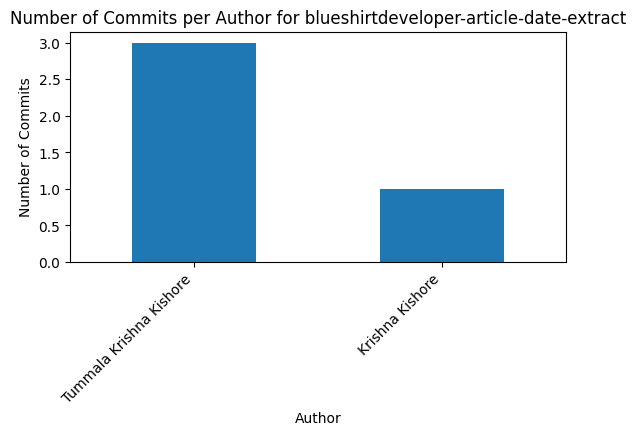 Number of Commits per Author for blueshirtdeveloper-article-date-extract
Number of Commits
3.0
2.5
2.0
1.5
1.0
0.5
0.0
Tummala Krishna Kishore
Krishna Kishore
Author